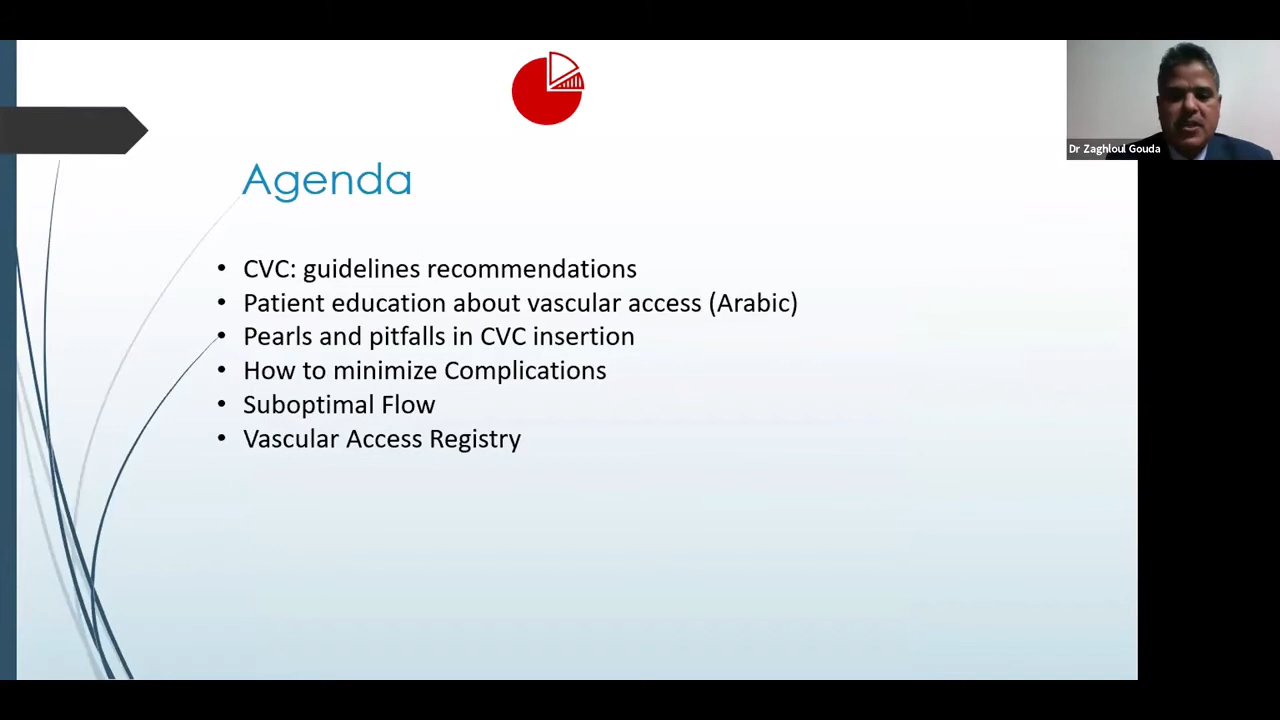 Dr Zaghloul Gouda
Agenda
• CVC: guidelines recommendations
• Patient education about vascular access (Arabic)
• Pearls and pitfalls in CVC insertion
• How to minimize Complications
• Suboptimal Flow
• Vascular Access Registry